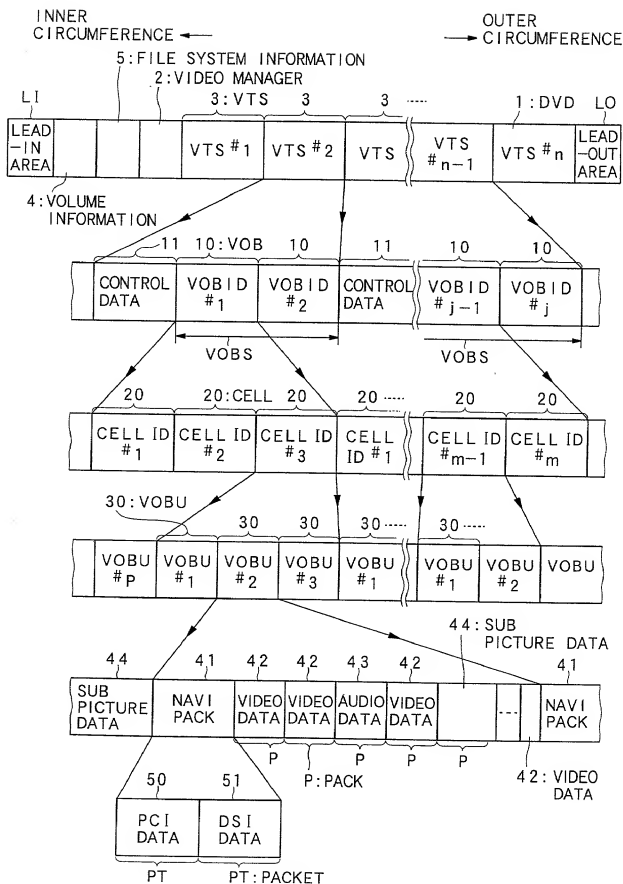 INNER
CIRCUMFERENCE
OUTER
CIRCUMFERENCE
5:FILE SYSTEM INFORMATION
2:VIDEO MANAGER
LI
3:VTS
3
3
1:DVD
LO
LEAD
-IN
AREA
VTS #1
VTS #2
VTS
VTS
#n-1
VTS #n
LEAD
-OUT
AREA
4:VOLUME
INFORMATION
11
10:VOB
10
11
10
10
CONTROL
DATA
VOBID
#1
VOBID
#2
CONTROL
DATA
VOBID
#j-1
VOBID
#j
VOBS
VOBS
20
20:CELL
20
20
20
20
CELL ID
#1
CELL ID
#2
CELL ID
#3
CELL
ID #1
CELL ID
#m-1
CELL ID
#m
30:VOBU
30
30
30
30
VOBU
#P
VOBU
#1
VOBU
#2
VOBU
#3
VOBU
#1
VOBU
#1
VOBU
#2
VOBU
44:SUB
PICTURE DATA
44
41
42
42
43
42
41
SUB
PICTURE
DATA
NAVI
PACK
VIDEO
DATA
VIDEO
DATA
AUDIO
DATA
VIDEO
DATA
NAVI
PACK
P
P
P
P
P:PACK
42:VIDEO
DATA
50
51
PCI
DATA
DSI
DATA
PT
PT:PACKET